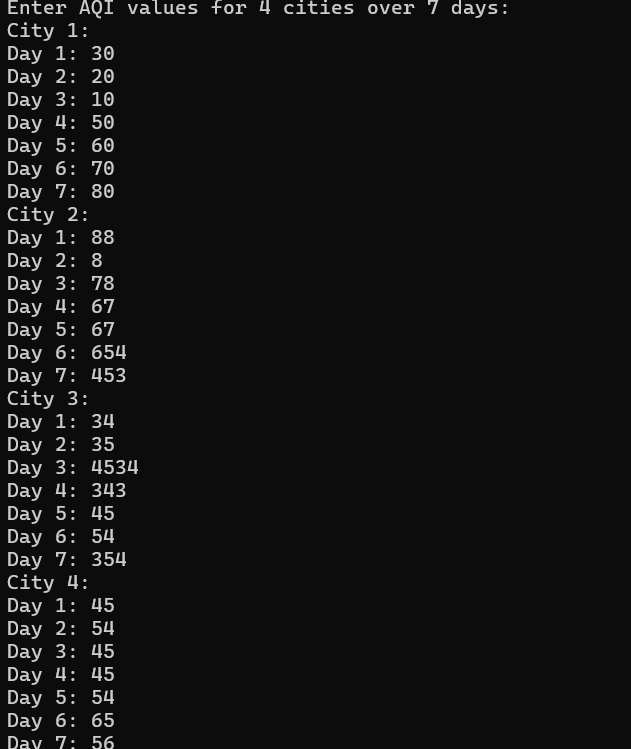 Enter AQI values for 4 cities over 7 days:
City 1:
Day 1: 30
Day 2: 20
Day 3: 10
Day 4: 50
Day 5: 60
Day 6: 70
Day 7: 80
City 2:
Day 1: 88
Day 2: 8
Day 3: 78
Day 4: 67
Day 5: 67
Day 6: 654
Day 7: 453
City 3:
Day 1: 34
Day 2: 35
Day 3: 4534
Day 4: 343
Day 5: 45
Day 6: 54
Day 7: 354
City 4:
Day 1: 45
Day 2: 54
Day 3: 45
Day 4: 45
Day 5: 54
Day 6: 65
Day 7: 56